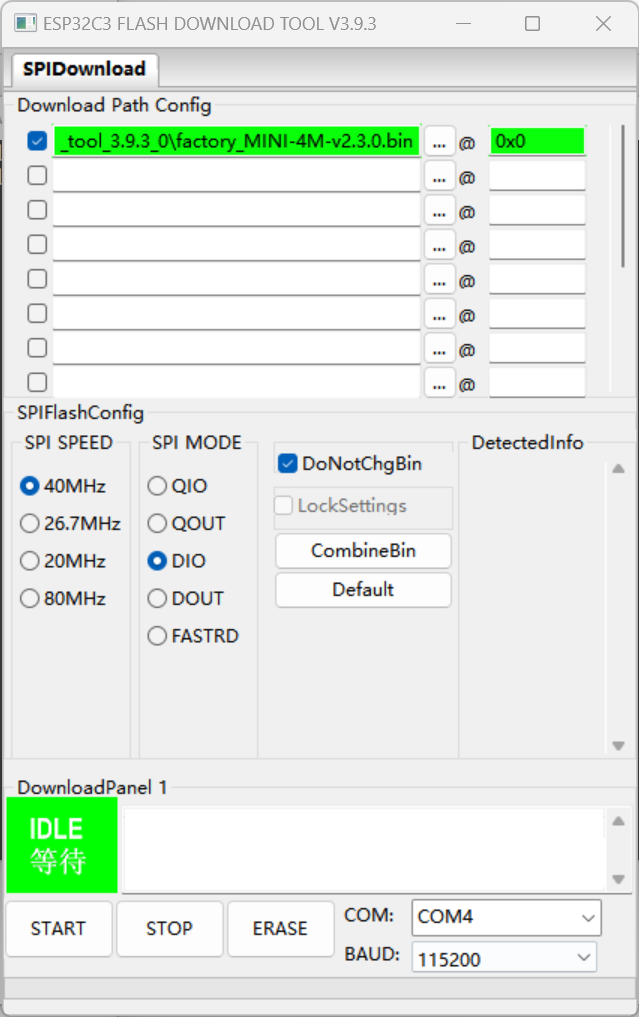 ESP32C3 FLASH DOWNLOAD TOOL V3.9.3
SPIDownload
Download Path Config
_tool_3.9.3_0\factory_MINI-4M-v2.3.0.bin ... @ 0x0
... @
... @
... @
... @
... @
... @
... @
SPIFlashConfig
SPI SPEED
40MHz
26.7MHz
20MHz
80MHz
SPI MODE
QIO
QOUT
DIO
DOUT
FASTRD
DoNotChgBin
LockSettings
CombineBin
Default
DetectedInfo
DownloadPanel 1
IDLE
等待
START STOP ERASE
COM: COM4
BAUD: 115200